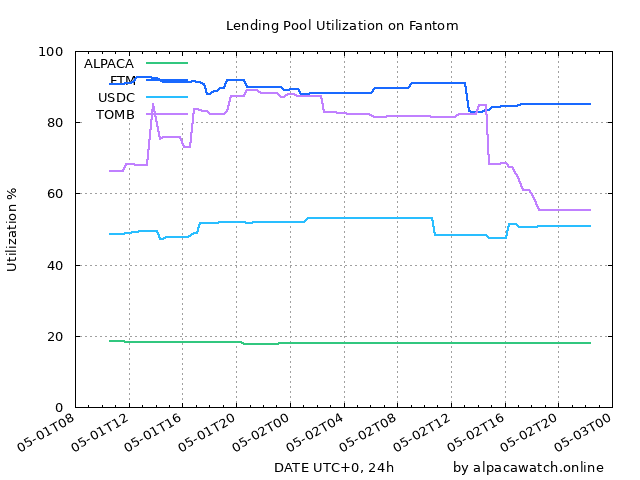 Lending Pool Utilization on Fantom
100
80
60
40
20
0
Utilization %
ALPACA
FTM
USDC
TOMB
05-01T08
05-01T12
05-01T16
05-01T20
05-02T00
05-02T04
05-02T08
05-02T12
05-02T16
05-02T20
05-03T00
DATE UTC+0, 24h
by alpacawatch.online